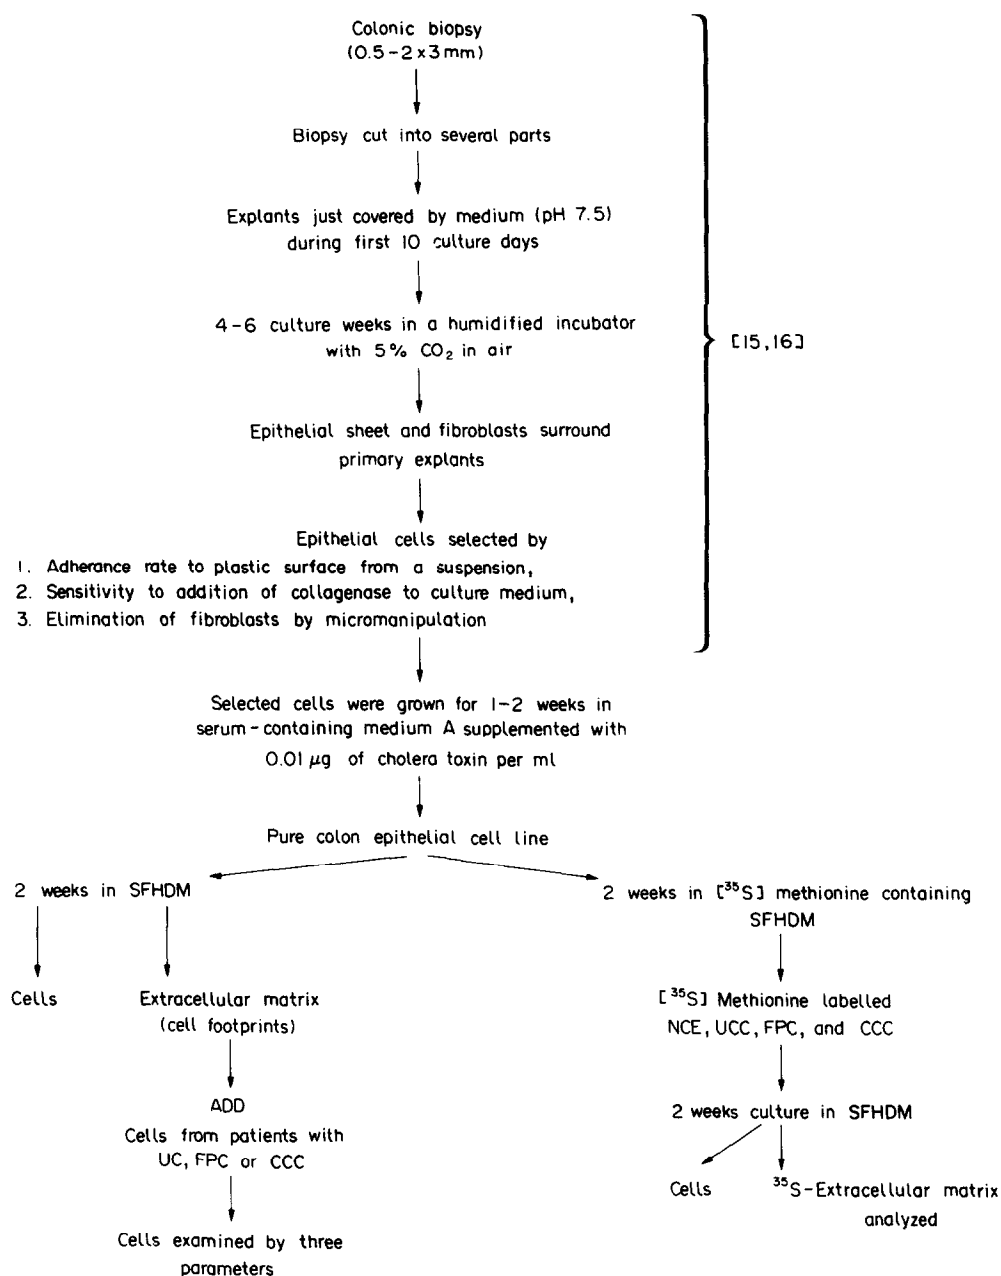 Colonic biopsy
(0.5-2x3mm)
Biopsy cut into several parts
Explants just covered by medium (pH 7.5)
during first 10 culture days
4-6 culture weeks in a humidified incubator
with 5% CO₂ in air
[15,16]
Epithelial sheet and fibroblasts surround
primary explants
Epithelial cells selected by
1. Adherance rate to plastic surface from a suspension,
2. Sensitivity to addition of collagenase to culture medium,
3. Elimination of fibroblasts by micromanipulation
Selected cells were grown for 1-2 weeks in
serum-containing medium A supplemented with
0.01 µg of cholera toxin per ml
Pure colon epithelial cell line
2 weeks in SFHDM
Cells
Extracellular matrix
(cell footprints)
ADD
Cells from patients with
UC, FPC or CCC
Cells examined by three
parameters
2 weeks in [³⁵S] methionine containing
SFHDM
[³⁵S] Methionine labelled
NCE, UCC, FPC, and CCC
2 weeks culture in SFHDM
Cells
³⁵S-Extracellular matrix
analyzed